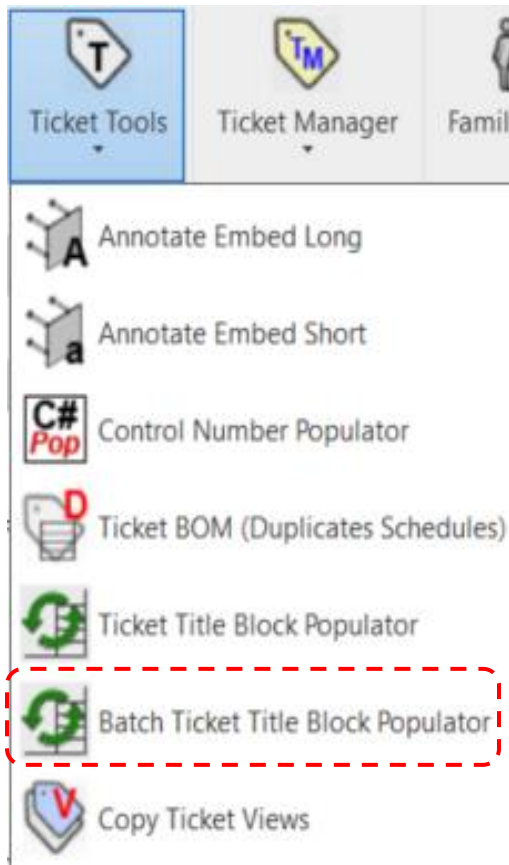 T
TM
Ticket Tools
Ticket Manager
Famil
A
Annotate Embed Long
a
Annotate Embed Short
C#
Pop
Control Number Populator
D
Ticket BOM (Duplicates Schedules)
Ticket Title Block Populator
Batch Ticket Title Block Populator
V
Copy Ticket Views